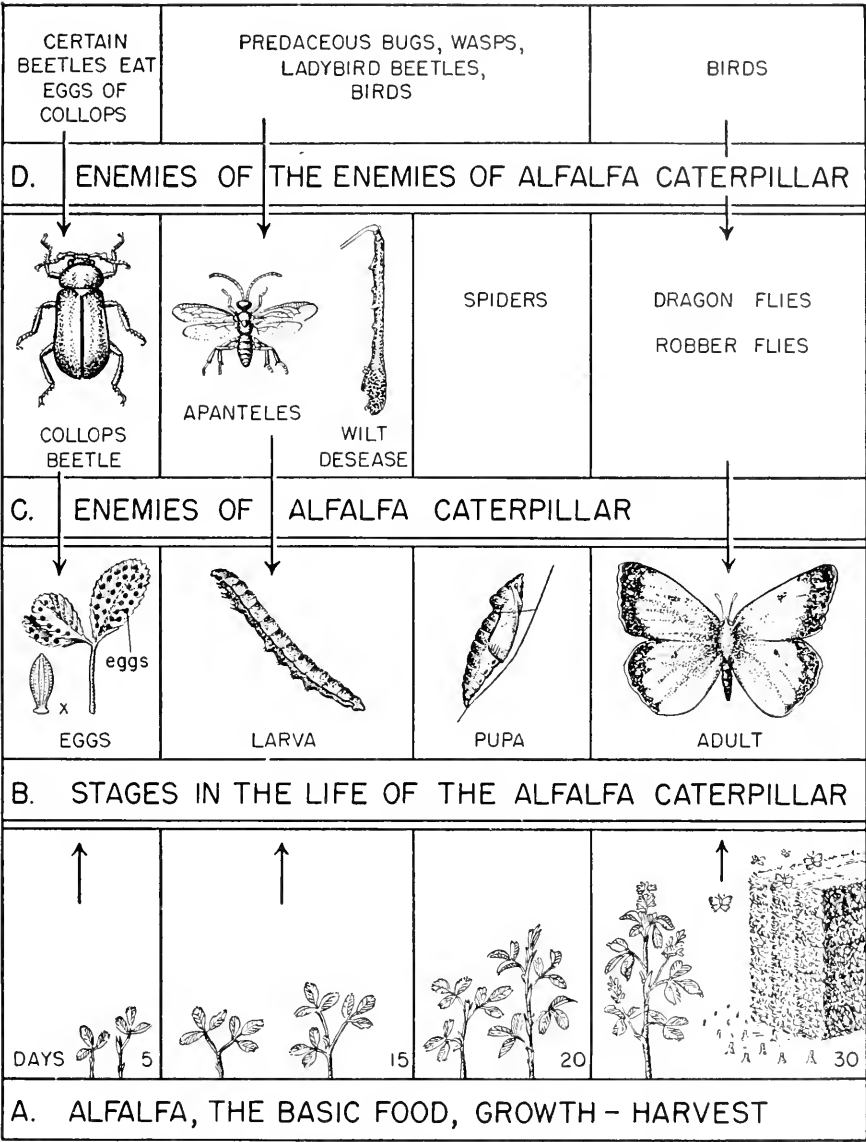 CERTAIN
BEETLES EAT
EGGS OF
COLLOPS
PREDACEOUS BUGS, WASPS,
LADYBIRD BEETLES,
BIRDS
BIRDS
D. ENEMIES OF THE ENEMIES OF ALFALFA CATERPILLAR
COLLOPS
BEETLE
APANTELES
WILT
DESEASE
SPIDERS
DRAGON FLIES
ROBBER FLIES
C. ENEMIES OF ALFALFA CATERPILLAR
eggs
x
EGGS
LARVA
PUPA
ADULT
B. STAGES IN THE LIFE OF THE ALFALFA CATERPILLAR
DAYS 5
15
20
30
A. ALFALFA, THE BASIC FOOD, GROWTH - HARVEST